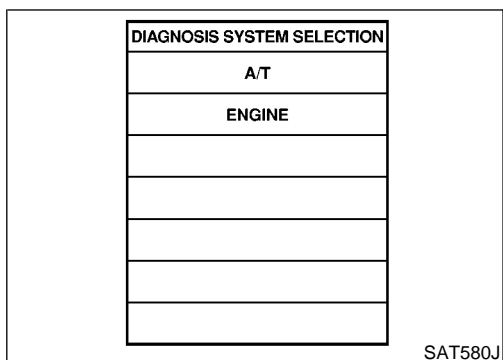 DIAGNOSIS SYSTEM SELECTION
A/T
ENGINE
SAT580J